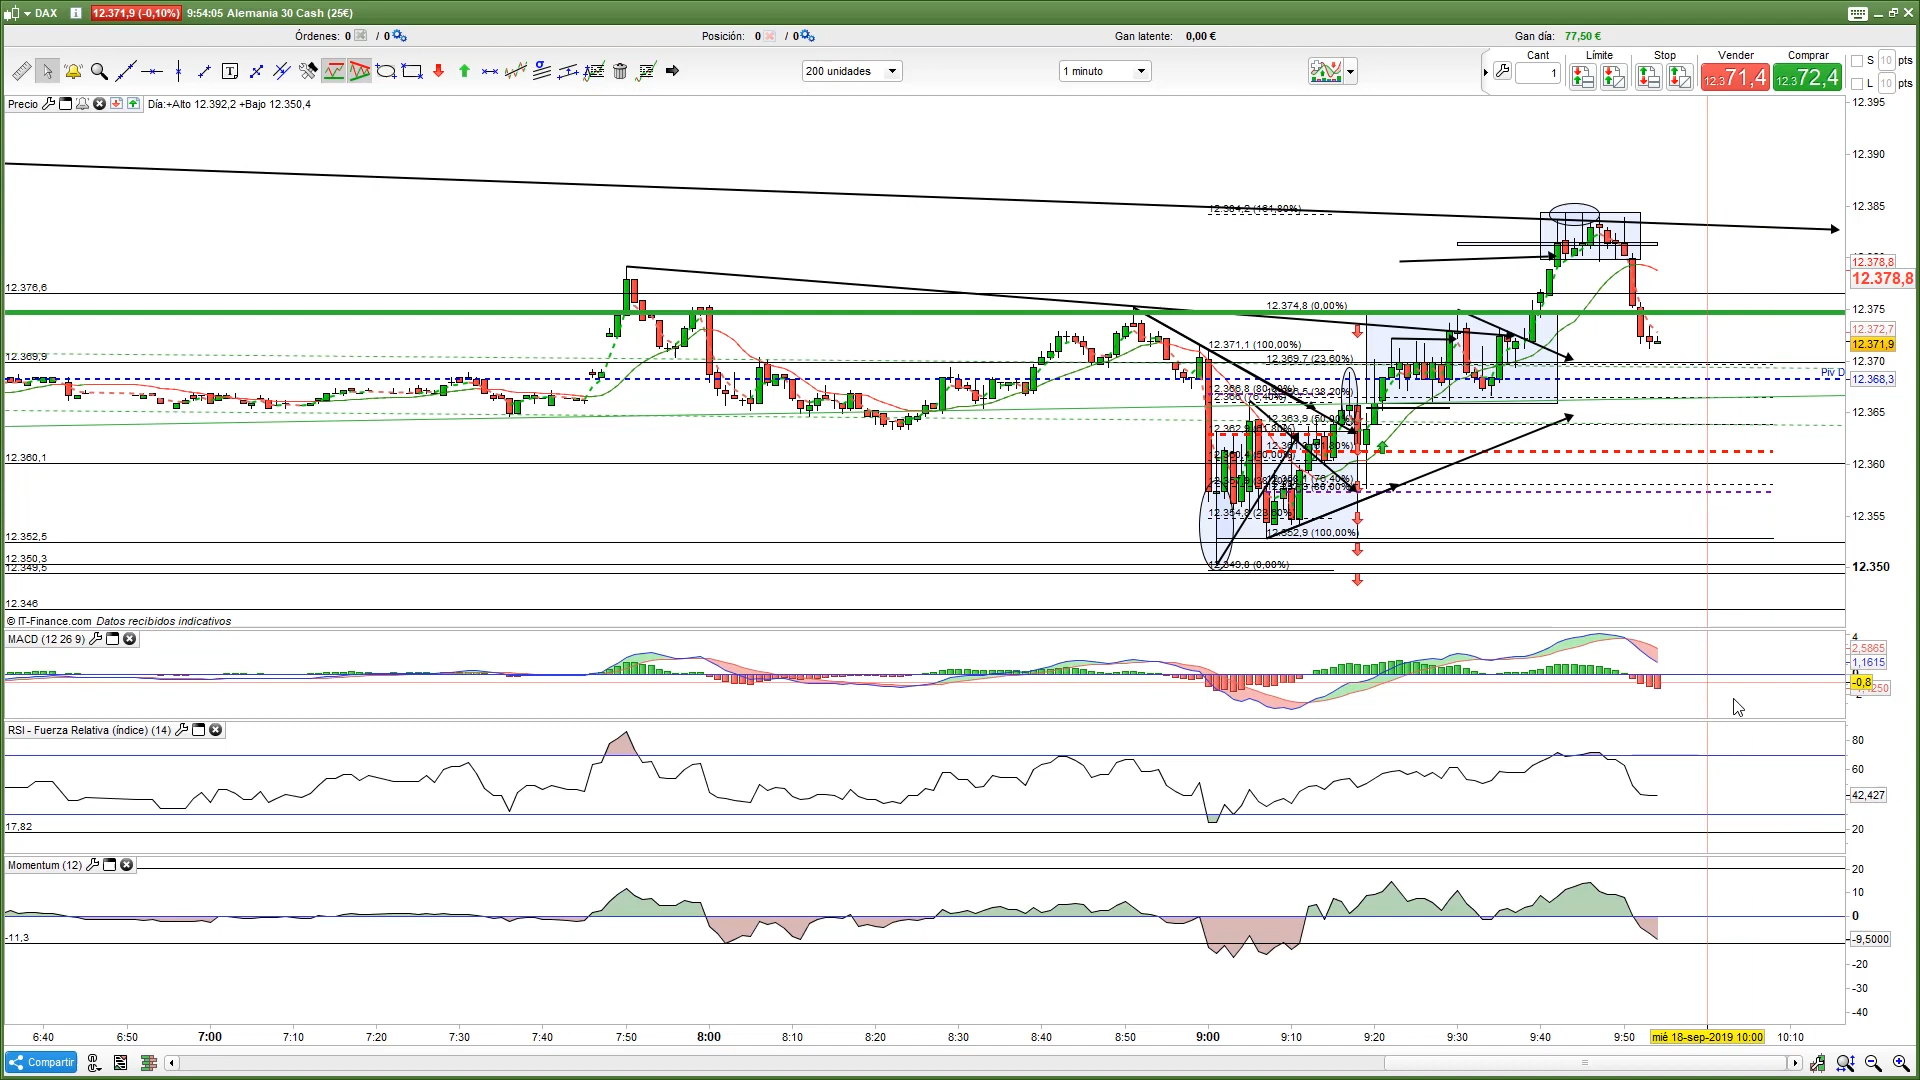 DAX 12.371,9 (-0,10%) 9:54:05 Alemania 30 Cash (25€)
Órdenes: 0 / 0 Posición: 0 / 0 Gan latente: 0,00 € Gan día: 77,50 €
200 unidades 1 minuto
Cant Límite Stop Vender Comprar
1 12.371,4 12.372,4
S 10 pts
L 10 pts
Precio Día:+Alto 12.392,2 +Bajo 12.350,4
12.395
12.390
12.385
12.378,8
12.378,8
12.375
12.372,7
12.371,9
12.370
Piv D 12.368,3
12.365
12.360
12.355
12.350
12.376,6
12.369,9
12.360,1
12.352,5
12.350,3
12.349,5
12.346
12.374,8 (0,00%)
12.371,1 (100,00%)
12.369,7 (23,60%)
12.363,9 (50,00%)
12.352,9 (100,00%)
12.349,8 (0,00%)
© IT-Finance.com Datos recibidos indicativos
MACD (12 26 9)
4
2,5865
1,1615
-0,8
RSI - Fuerza Relativa (índice) (14)
80
60
42,427
20
17,82
Momentum (12)
20
10
0
-9,5000
-20
-30
-40
-11,3
6:40 6:50 7:00 7:10 7:20 7:30 7:40 7:50 8:00 8:10 8:20 8:30 8:40 8:50 9:00 9:10 9:20 9:30 9:40 9:50 mié 18-sep-2019 10:00 10:10
Compartir